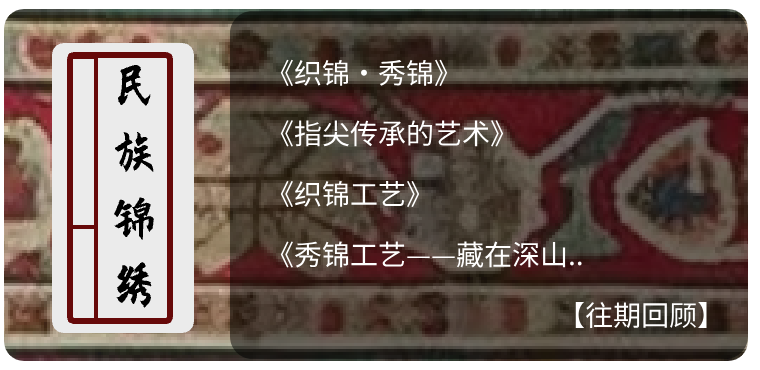 民族锦绣
《织锦·秀锦》
《指尖传承的艺术》
《织锦工艺》
《秀锦工艺——藏在深山..
【往期回顾】